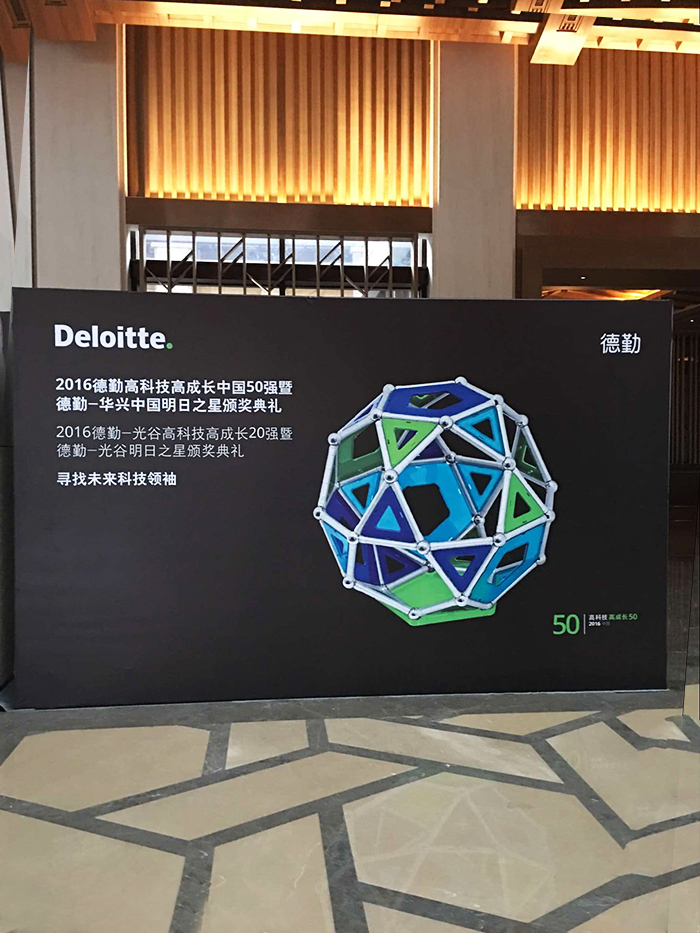 Deloitte.
德勤
2016德勤高科技高成长中国50强暨
德勤–华兴中国明日之星颁奖典礼
2016德勤–光谷高科技高成长20强暨
德勤–光谷明日之星颁奖典礼
寻找未来科技领袖
50
高科技 高成长 50
2016 中国